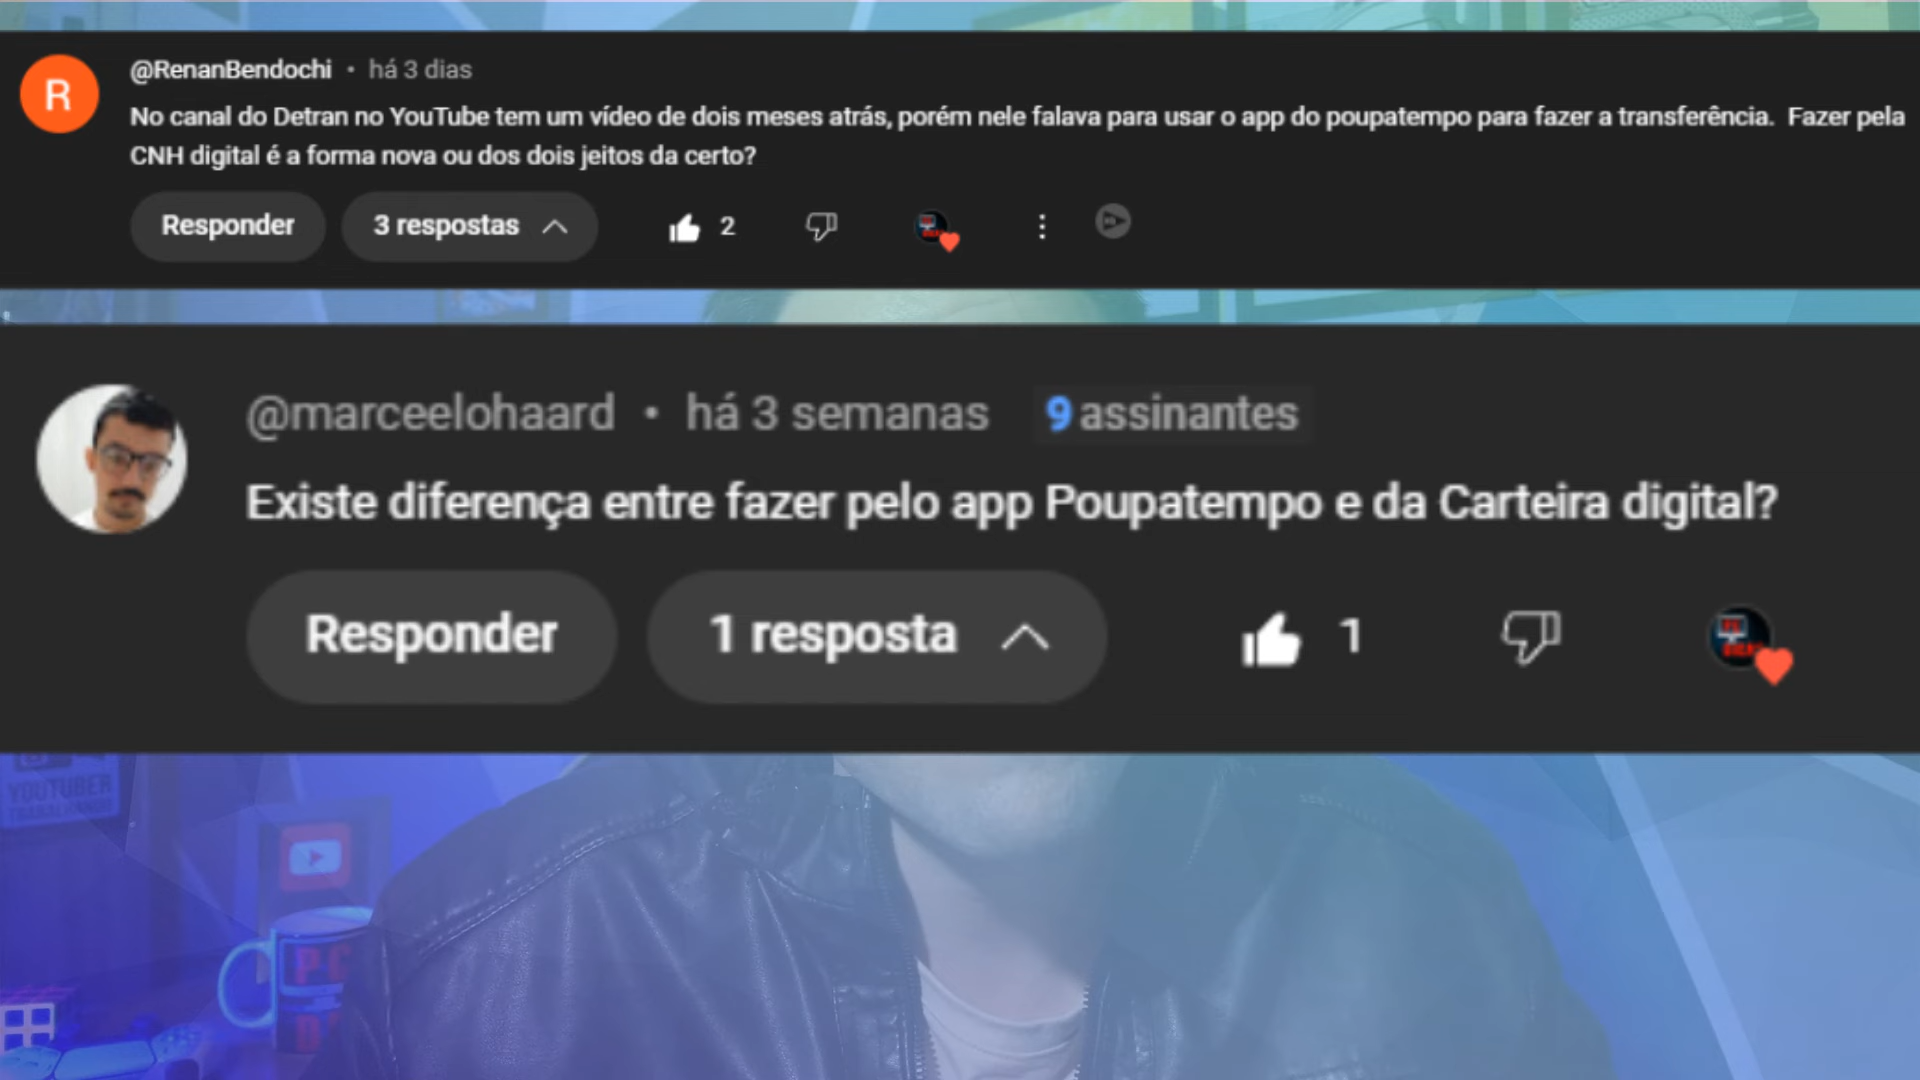 @RenanBendochi • há 3 dias
R
No canal do Detran no YouTube tem um vídeo de dois meses atrás, porém nele falava para usar o app do poupatempo para fazer a transferência. Fazer pela
CNH digital é a forma nova ou dos dois jeitos da certo?
Responder 3 respostas 2
@marceelohaard • há 3 semanas 9 assinantes
Existe diferença entre fazer pelo app Poupatempo e da Carteira digital?
Responder 1 resposta 1
YOUTUBER
TRABALHANDO
PC
D